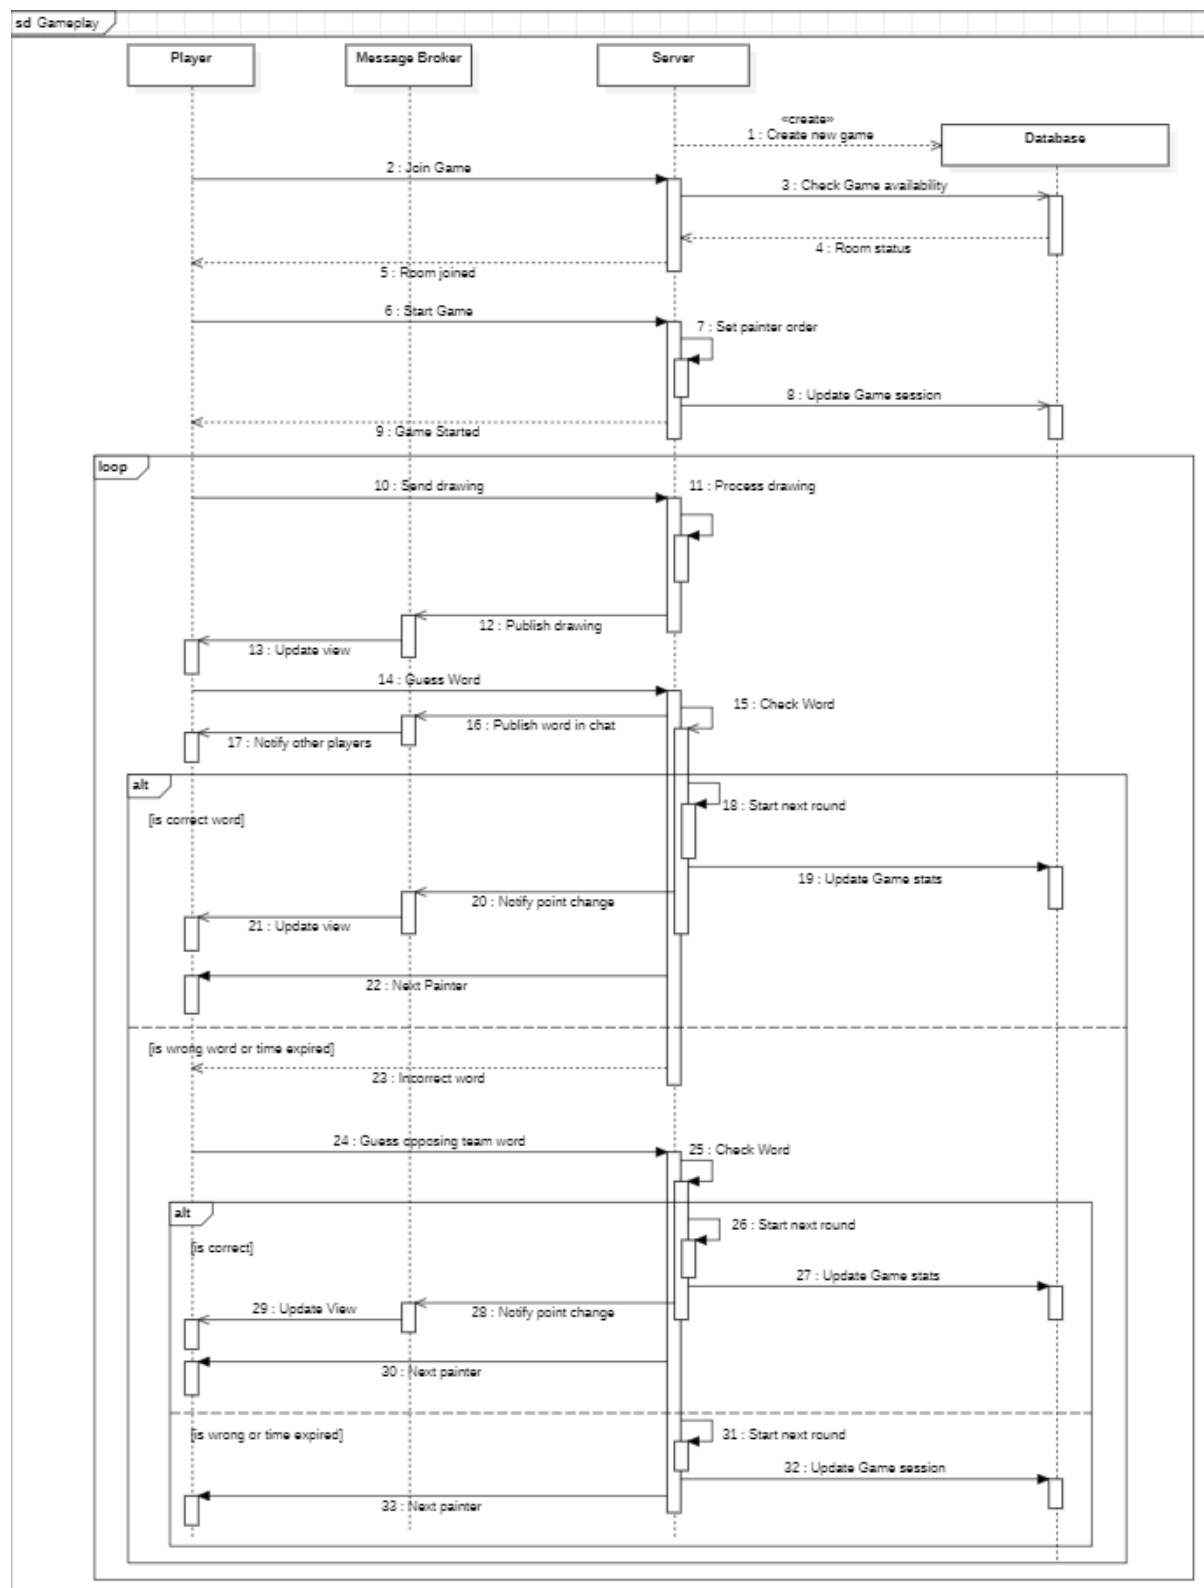 sd Gameplay
Player
Message Broker
Server
«create»
1 : Create new game
Database
2 : Join Game
3 : Check Game availability
4 : Room status
5 : Room joined
6 : Start Game
7 : Set painter order
8 : Update Game session
9 : Game Started
loop
10 : Send drawing
11 : Process drawing
12 : Publish drawing
13 : Update view
14 : Guess Word
15 : Check Word
16 : Publish word in chat
17 : Notify other players
alt
18 : Start next round
[is correct word]
19 : Update Game stats
20 : Notify point change
21 : Update view
22 : Next Painter
[is wrong word or time expired]
23 : Incorrect word
24 : Guess opposing team word
25 : Check Word
alt
26 : Start next round
[is correct]
27 : Update Game stats
29 : Update View
28 : Notify point change
30 : Next painter
[is wrong or time expired]
31 : Start next round
32 : Update Game session
33 : Next painter